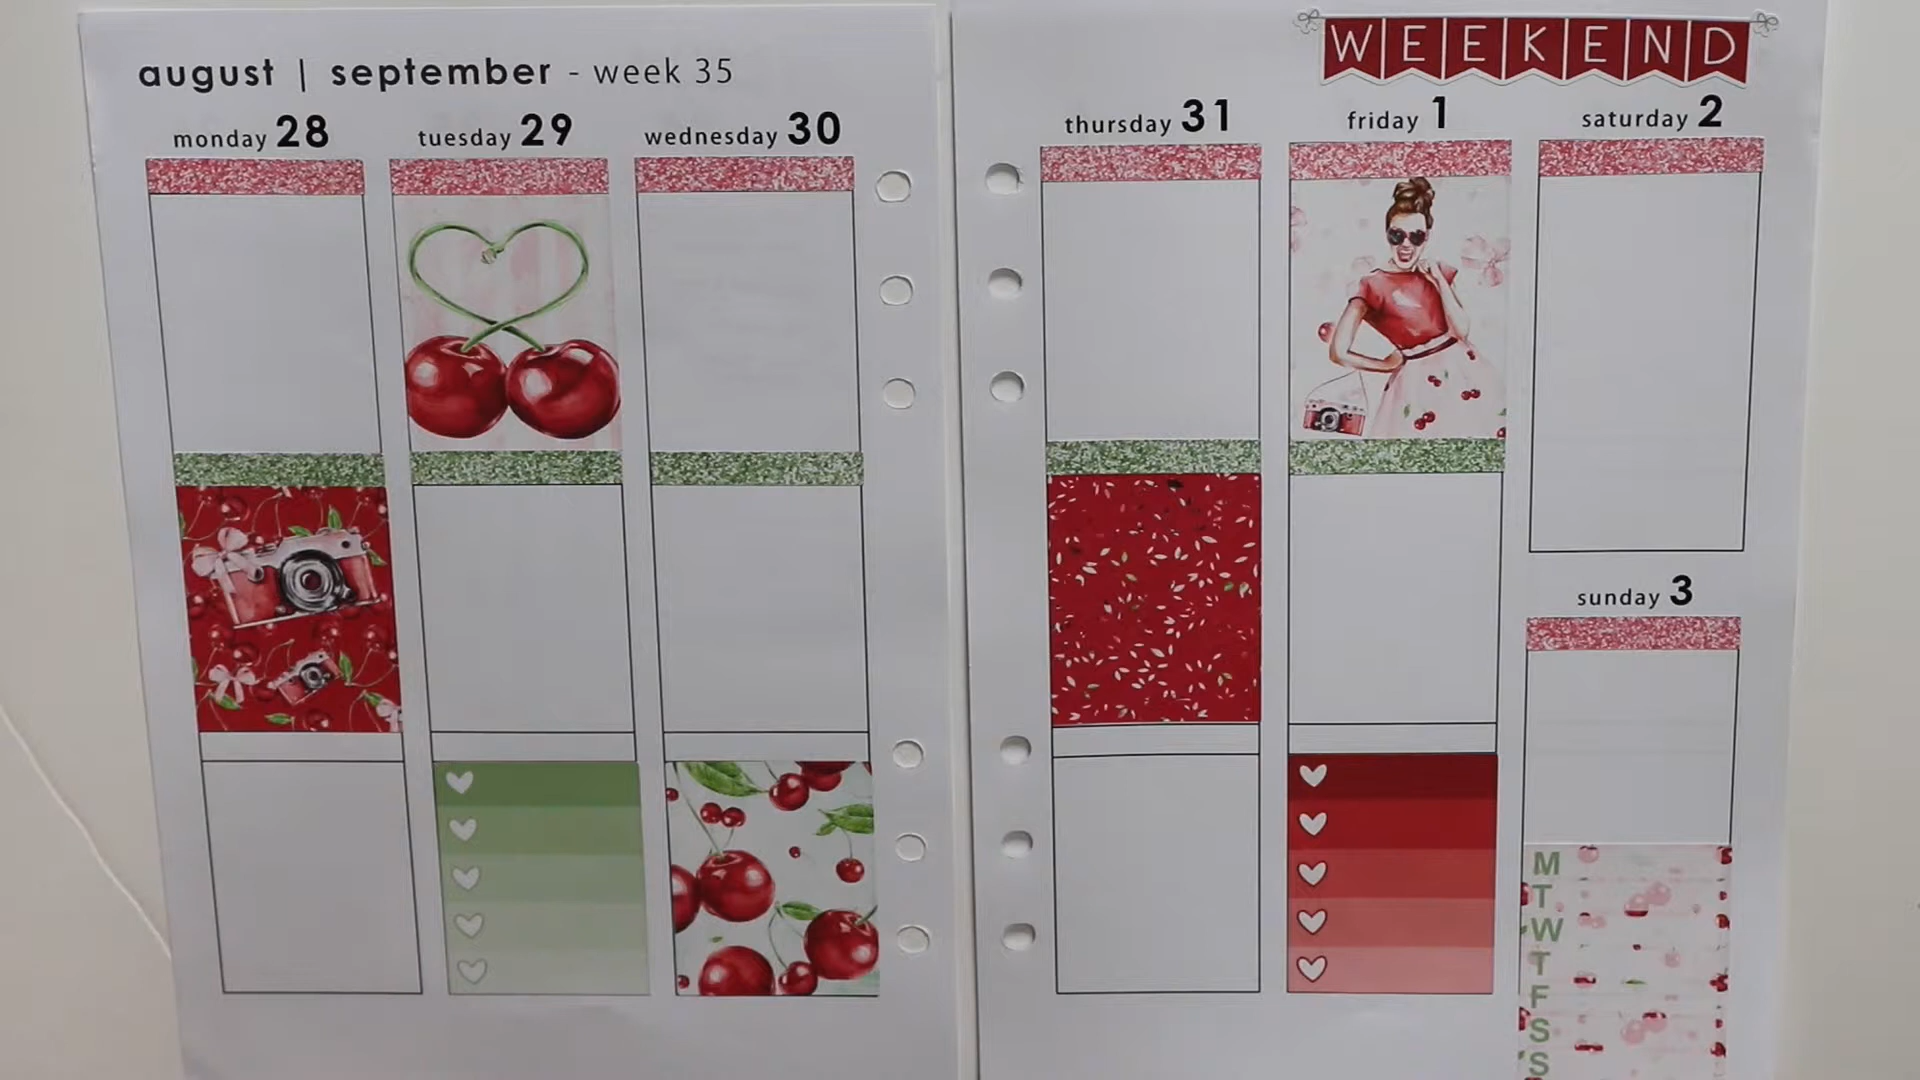 august | september - week 35
monday 28
tuesday 29
wednesday 30
WEEKEND
thursday 31
friday 1
saturday 2
sunday 3
M
T
W
T
F
S
S